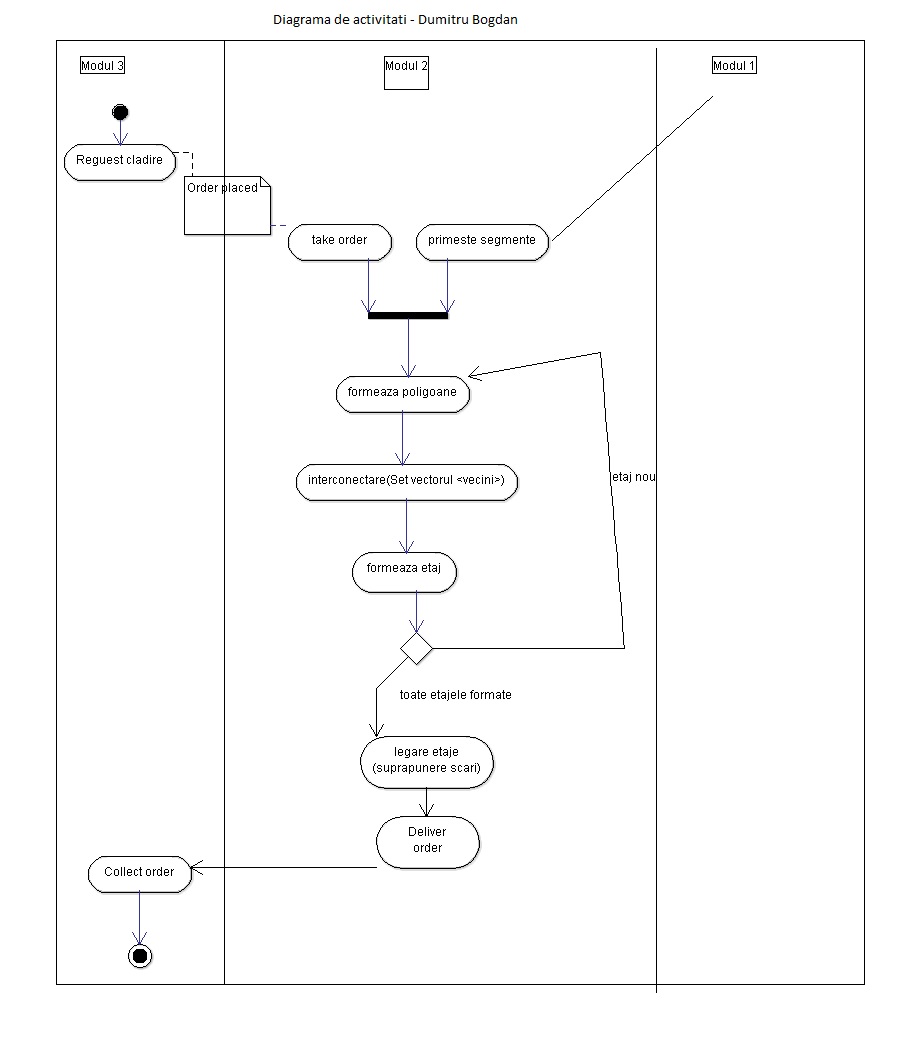 Diagrama de activitati - Dumitru Bogdan
Modul 3
Modul 2
Modul 1
Reguest cladire
Order placed
take order
primeste segmente
formeaza poligoane
interconectare(Set vectorul <vecini>)
etaj nou
formeaza etaj
toate etajele formate
legare etaje
(suprapunere scari)
Deliver
order
Collect order